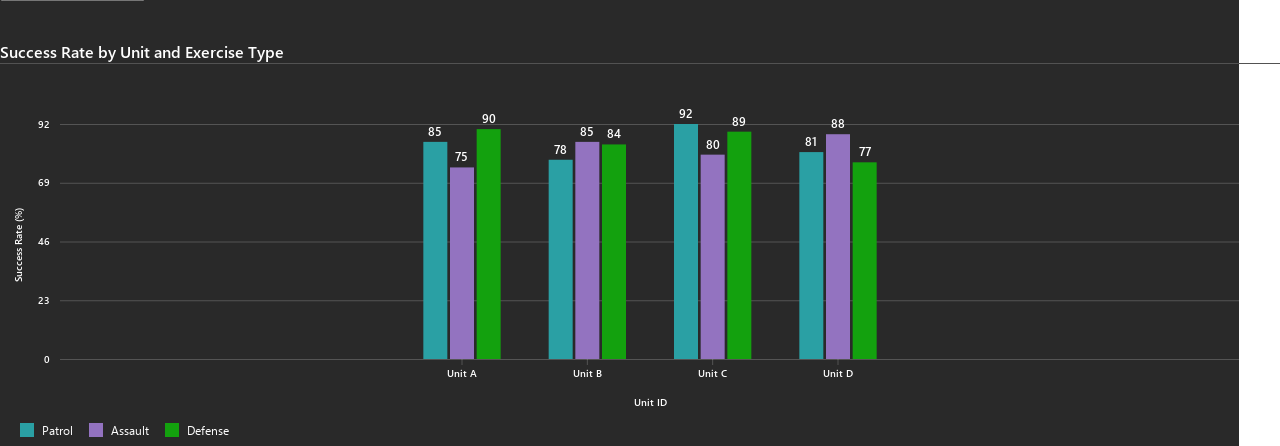 Success Rate by Unit and Exercise Type
92
69
46
23
0
Success Rate (%)
85 75 90 78 85 84 92 80 89 81 88 77
Unit A Unit B Unit C Unit D
Unit ID
Patrol Assault Defense